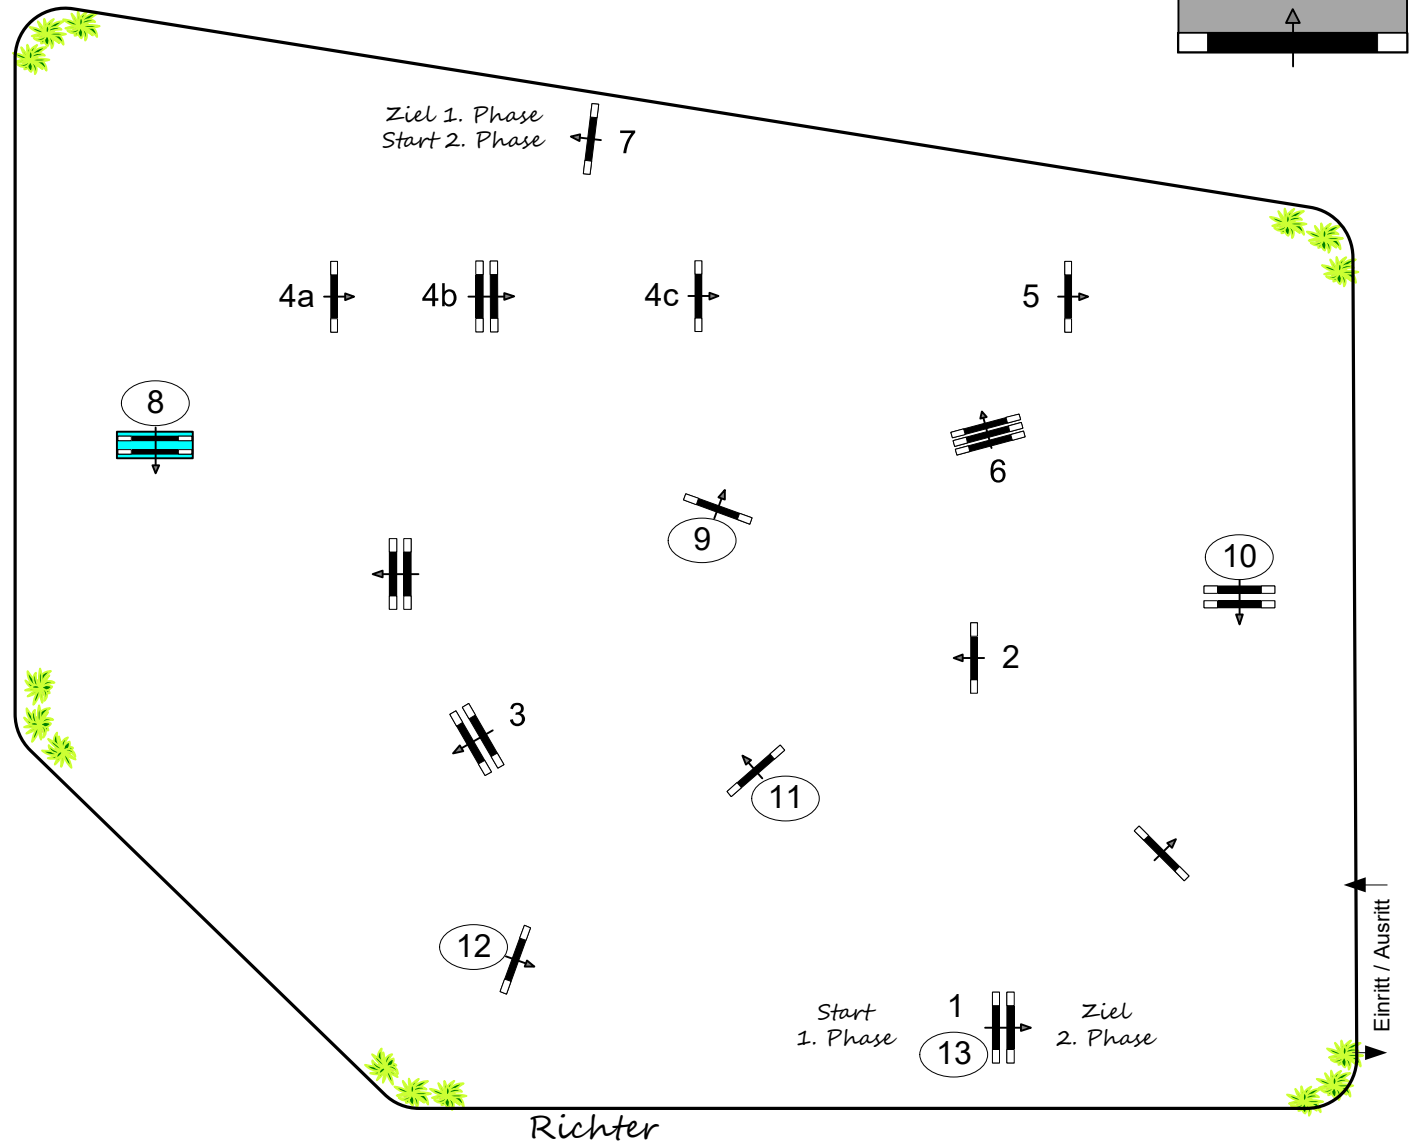 Ziel 1. Phase
Start 2. Phase
7
4a
4b
4c
5
8
6
9
10
2
3
11
12
Einritt / Ausritt
Start
1. Phase
1
13
Ziel
2. Phase
Richter